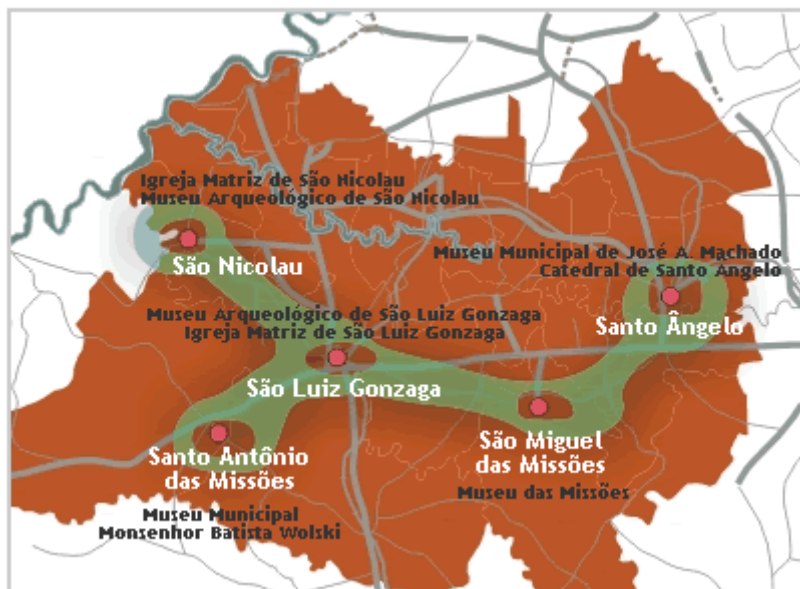 Igreja Matriz de São Nicolau
Museu Arqueológico de São Nicolau
São Nicolau
Museu Municipal de José A. Machado
Catedral de Santo Ângelo
Santo Ângelo
Museu Arqueológico de São Luiz Gonzaga
Igreja Matriz de São Luiz Gonzaga
São Luiz Gonzaga
São Miguel
das Missões
Museu das Missões
Santo Antônio
das Missões
Museu Municipal
Monsenhor Batista Wolski